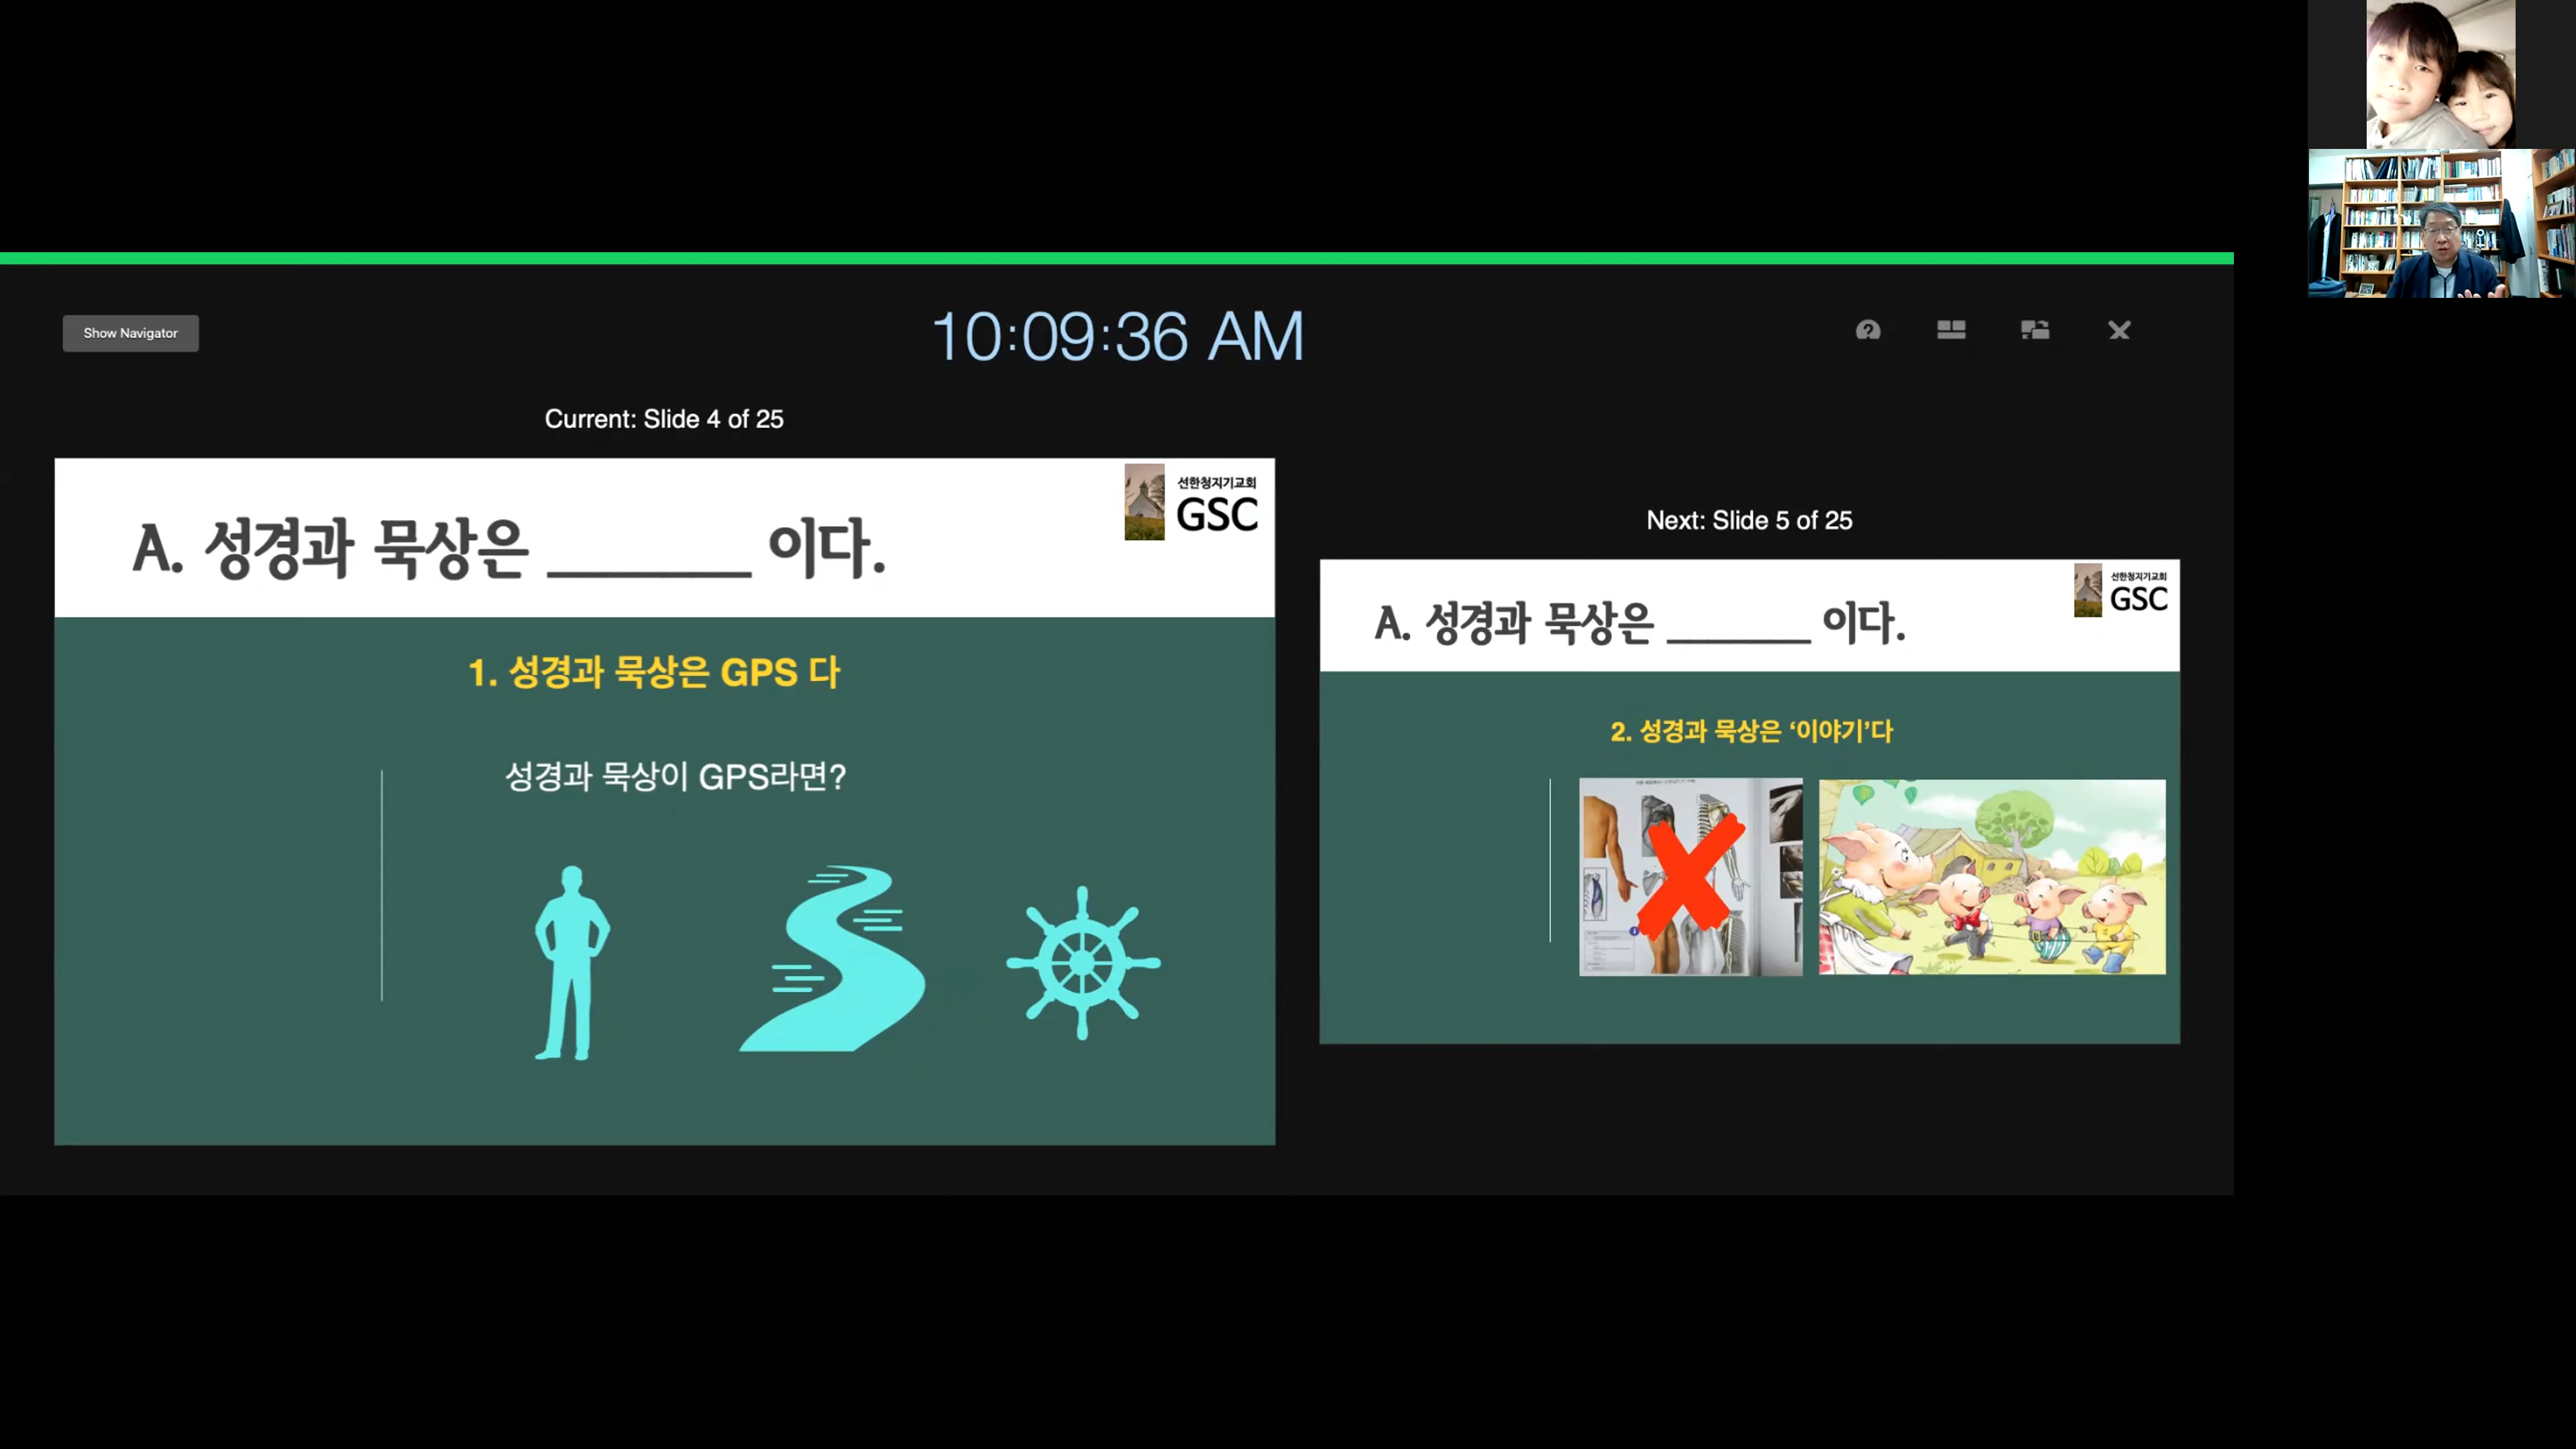 10:09:36 AM
Show Navigator
Current: Slide 4 of 25
선한청지기교회
GSC
A. 성경과 묵상은 ________ 이다.
1. 성경과 묵상은 GPS 다
성경과 묵상이 GPS라면?
Next: Slide 5 of 25
선한청지기교회
GSC
A. 성경과 묵상은 ________ 이다.
2. 성경과 묵상은 ‘이야기’다